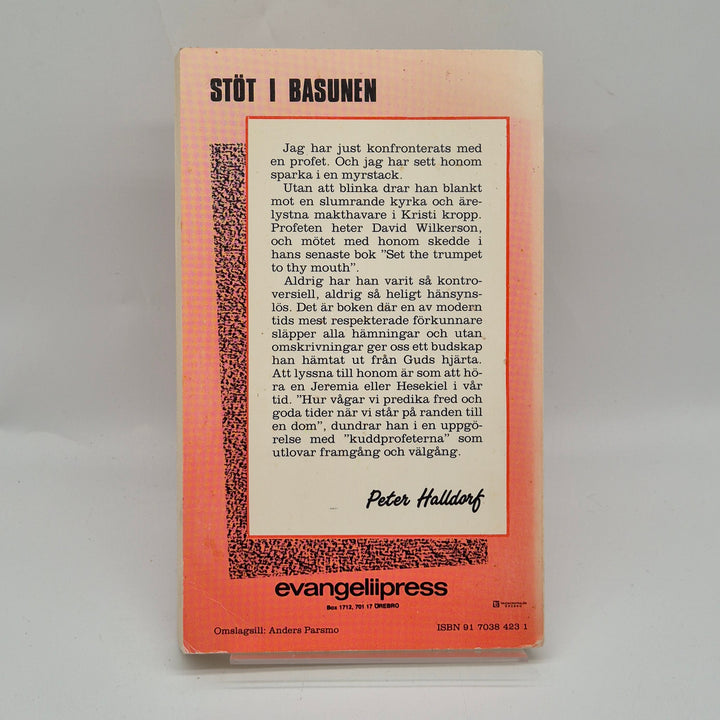 STÖT I BASUNEN
Jag har just konfronterats med
en profet. Och jag har sett honom
sparka i en myrstack.
Utan att blinka drar han blankt
mot en slumrande kyrka och äre-
lystna makthavare i Kristi kropp.
Profeten heter David Wilkerson,
och mötet med honom skedde i
hans senaste bok "Set the trumpet
to thy mouth".
Aldrig har han varit så kontro-
versiell, aldrig så heligt hänsyns-
lös. Det är boken där en av modern
tids mest respekterade förkunnare
släpper alla hämningar och utan
omskrivningar ger oss ett budskap
han hämtat ut från Guds hjärta.
Att lyssna till honom är som att hö-
ra en Jeremia eller Hesekiel i vår
tid. "Hur vågar vi predika fred och
goda tider när vi står på randen till
en dom", dundrar han i en uppgö-
relse med "kuddprofeterna" som
utlovar framgång och välgång.
Peter Halldorf
evangeliipress
Box 1712, 701 17 ÖREBRO
Omslagsill: Anders Parsmo
ISBN 91 7038 423 1